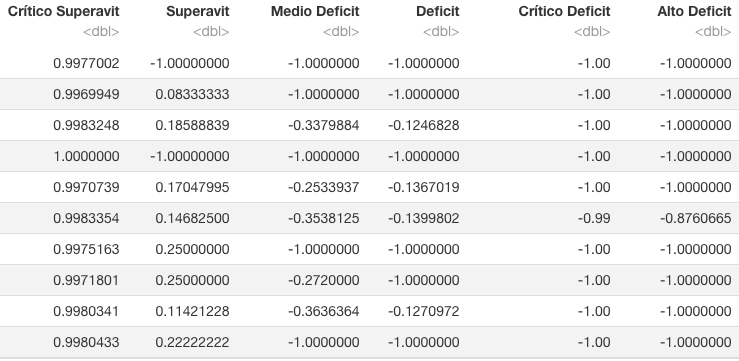 Crítico Superavit Superavit Medio Deficit Deficit Crítico Deficit Alto Deficit
<dbl> <dbl> <dbl> <dbl> <dbl> <dbl>
0.9977002 -1.00000000 -1.0000000 -1.0000000 -1.00 -1.0000000
0.9969949 0.08333333 -1.0000000 -1.0000000 -1.00 -1.0000000
0.9983248 0.18588839 -0.3379884 -0.1246828 -1.00 -1.0000000
1.0000000 -1.00000000 -1.0000000 -1.0000000 -1.00 -1.0000000
0.9970739 0.17047995 -0.2533937 -0.1367019 -1.00 -1.0000000
0.9983354 0.14682500 -0.3538125 -0.1399802 -0.99 -0.8760665
0.9975163 0.25000000 -1.0000000 -1.0000000 -1.00 -1.0000000
0.9971801 0.25000000 -0.2720000 -1.0000000 -1.00 -1.0000000
0.9980341 0.11421228 -0.3636364 -0.1270972 -1.00 -1.0000000
0.9980433 0.22222222 -1.0000000 -1.0000000 -1.00 -1.0000000